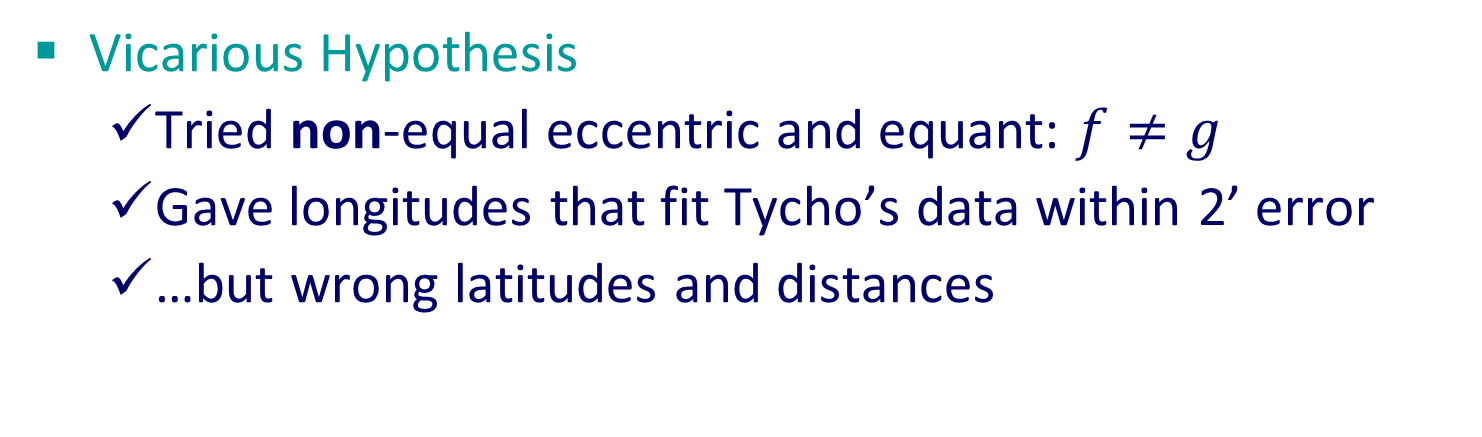 ▪ Vicarious Hypothesis
✓Tried non-equal eccentric and equant: f ≠ g
✓Gave longitudes that fit Tycho’s data within 2’ error
✓…but wrong latitudes and distances